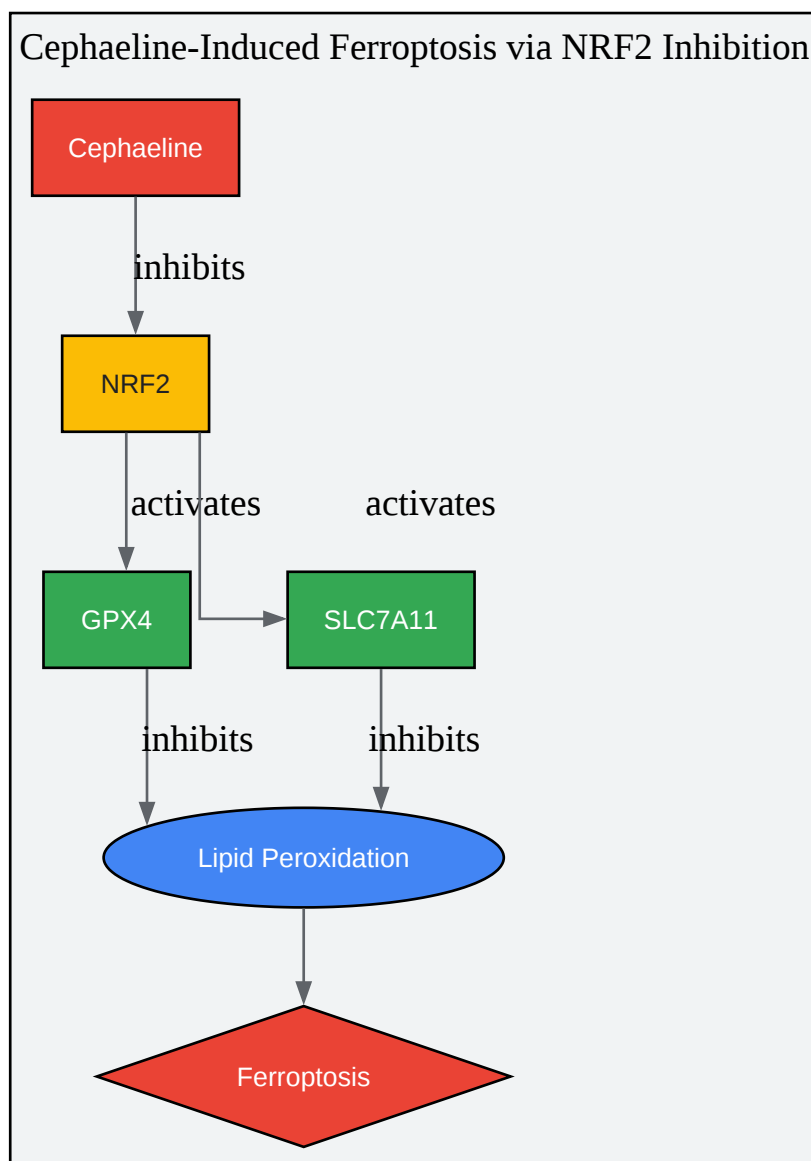 Cephaeline-Induced Ferroptosis via NRF2 Inhibition
Cephaeline
inhibits
NRF2
activates
activates
GPX4
SLC7A11
inhibits
inhibits
Lipid Peroxidation
Ferroptosis